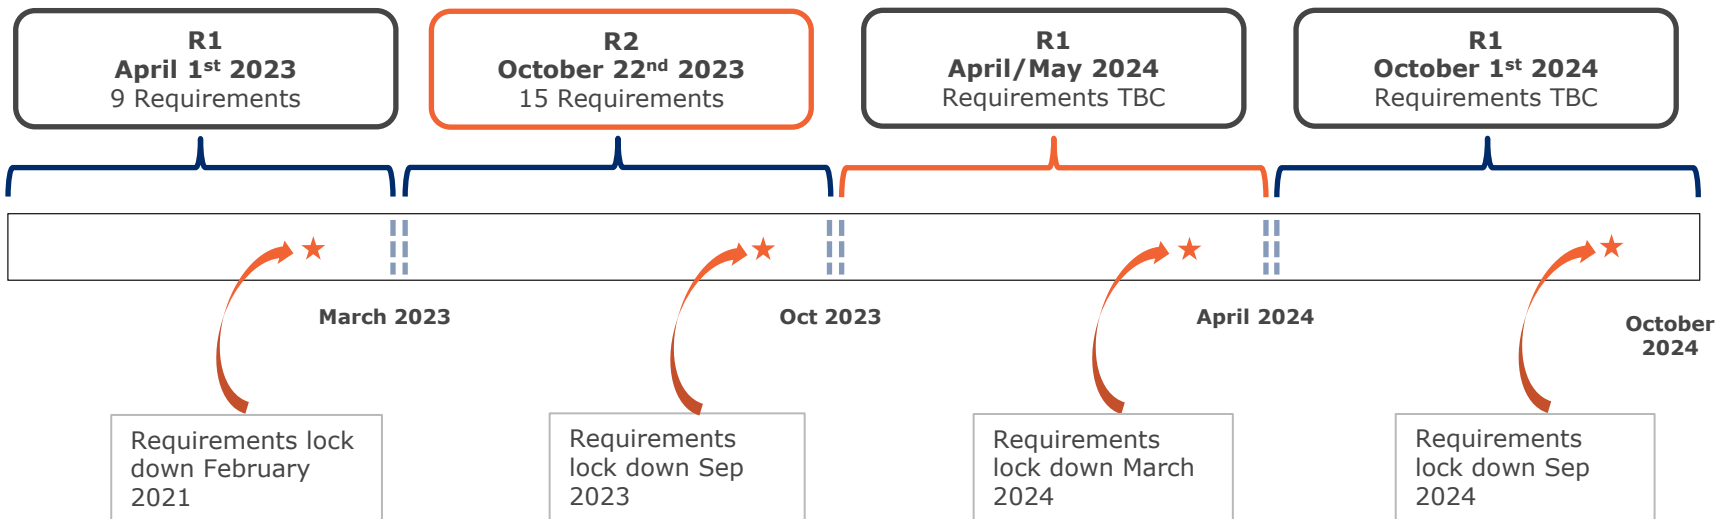 R1
April 1st 2023
9 Requirements
R2
October 22nd 2023
15 Requirements
R1
April/May 2024
Requirements TBC
R1
October 1st 2024
Requirements TBC
March 2023
Oct 2023
April 2024
October
2024
Requirements lock
down February
2021
Requirements
lock down Sep
2023
Requirements
lock down March
2024
Requirements
lock down Sep
2024